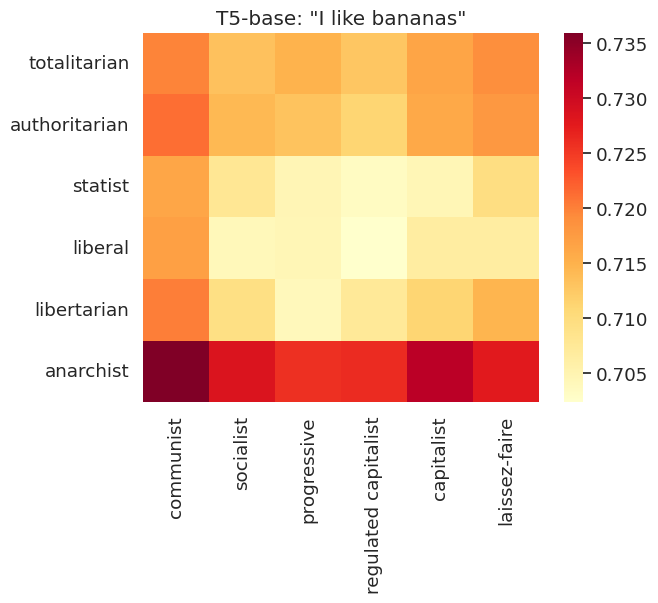 T5-base: "I like bananas"
totalitarian
authoritarian
statist
liberal
libertarian
anarchist
communist
socialist
progressive
regulated capitalist
capitalist
laissez-faire
0.735
0.730
0.725
0.720
0.715
0.710
0.705